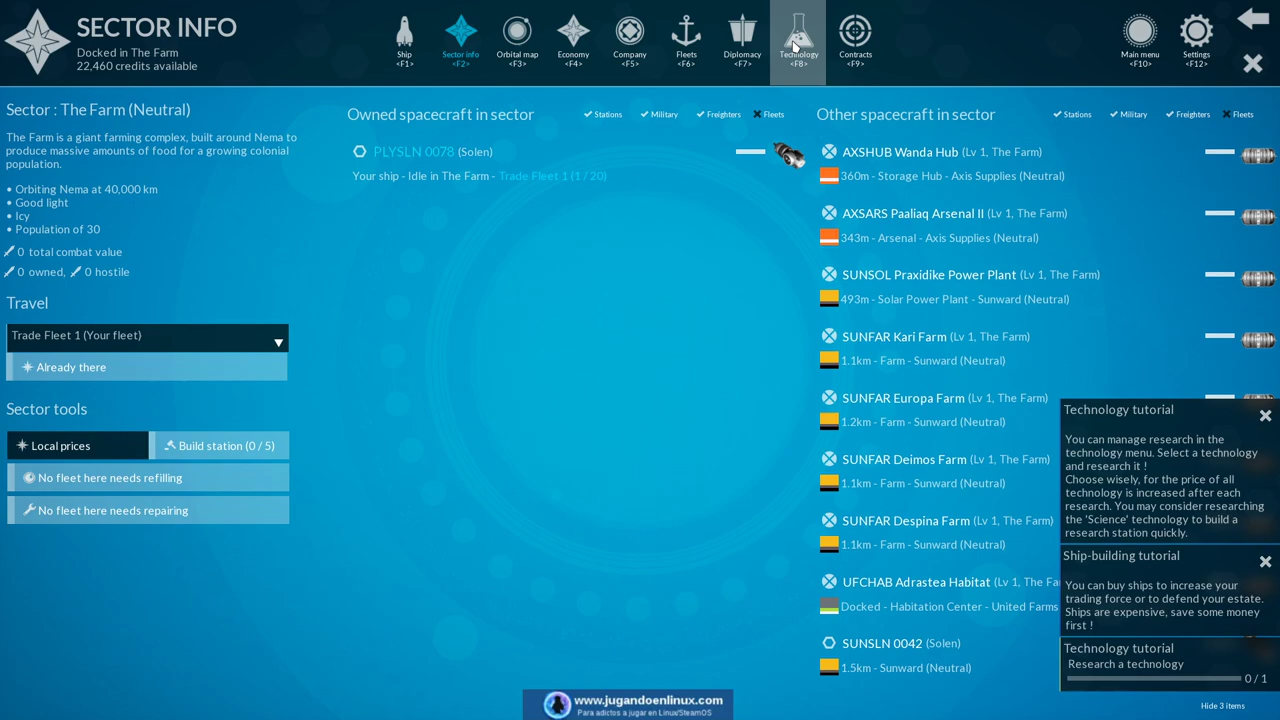 SECTOR INFO
Docked in The Farm
22,460 credits available
Ship
<F1>
Sector info
<F2>
Orbital map
<F3>
Economy
<F4>
Company
<F5>
Fleets
<F6>
Diplomacy
<F7>
Technology
<F8>
Contracts
<F9>
Main menu
<F10>
Settings
<F12>
Sector : The Farm (Neutral)
The Farm is a giant farming complex, built around Nema to
produce massive amounts of food for a growing colonial
population.
• Orbiting Nema at 40,000 km
• Good light
• Icy
• Population of 30
0 total combat value
0 owned, 0 hostile
Travel
Trade Fleet 1 (Your fleet)
Already there
Sector tools
Local prices
Build station (0 / 5)
No fleet here needs refilling
No fleet here needs repairing
Owned spacecraft in sector
Stations
Military
Freighters
Fleets
PLYSLN 0078 (Solen)
Your ship - Idle in The Farm - Trade Fleet 1 (1 / 20)
Other spacecraft in sector
Stations
Military
Freighters
Fleets
AXSHUB Wanda Hub (Lv 1, The Farm)
360m - Storage Hub - Axis Supplies (Neutral)
AXSARS Paaliaq Arsenal II (Lv 1, The Farm)
343m - Arsenal - Axis Supplies (Neutral)
SUNSOL Praxidike Power Plant (Lv 1, The Farm)
493m - Solar Power Plant - Sunward (Neutral)
SUNFAR Kari Farm (Lv 1, The Farm)
1.1km - Farm - Sunward (Neutral)
SUNFAR Europa Farm (Lv 1, The Farm)
1.2km - Farm - Sunward (Neutral)
SUNFAR Deimos Farm (Lv 1, The Farm)
1.1km - Farm - Sunward (Neutral)
SUNFAR Despina Farm (Lv 1, The Farm)
1.1km - Farm - Sunward (Neutral)
UFCHAB Adrastea Habitat (Lv 1, The Fa
Docked - Habitation Center - United Farms
SUNSLN 0042 (Solen)
1.5km - Sunward (Neutral)
Technology tutorial
You can manage research in the
technology menu. Select a technology
and research it !
Choose wisely, for the price of all
technology is increased after each
research. You may consider researching
the 'Science' technology to build a
research station quickly.
Ship-building tutorial
You can buy ships to increase your
trading force or to defend your estate.
Ships are expensive, save some money
first !
Technology tutorial
Research a technology
0 / 1
Hide 3 items
www.jugandoenlinux.com
Para adictos a jugar en Linux/SteamOS